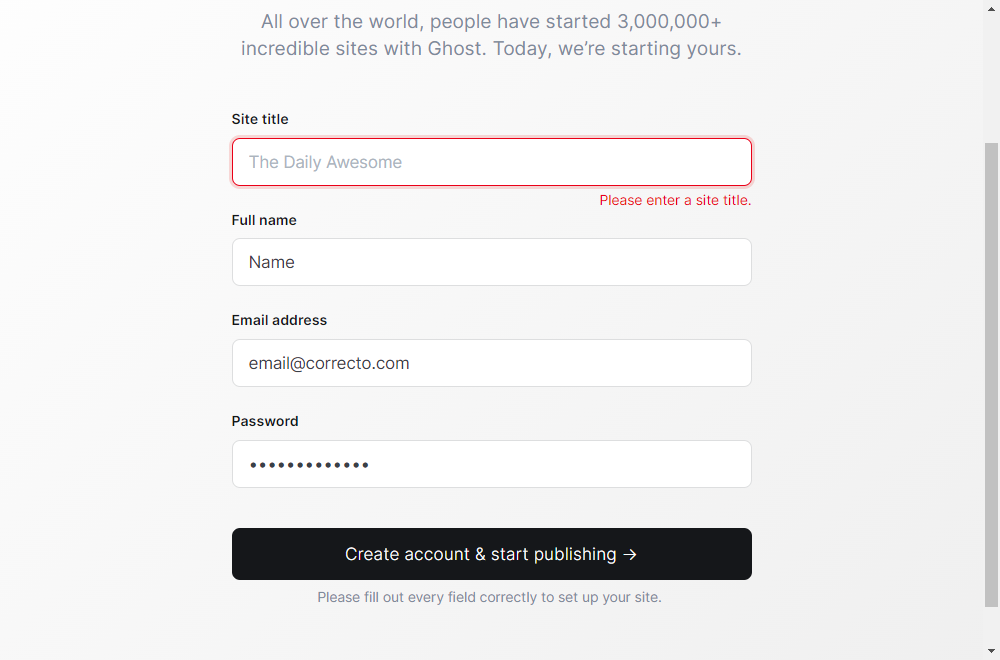 All over the world, people have started 3,000,000+
incredible sites with Ghost. Today, we’re starting yours.
Site title
The Daily Awesome
Please enter a site title.
Full name
Name
Email address
email@correcto.com
Password
•••••••••••••
Create account & start publishing →
Please fill out every field correctly to set up your site.